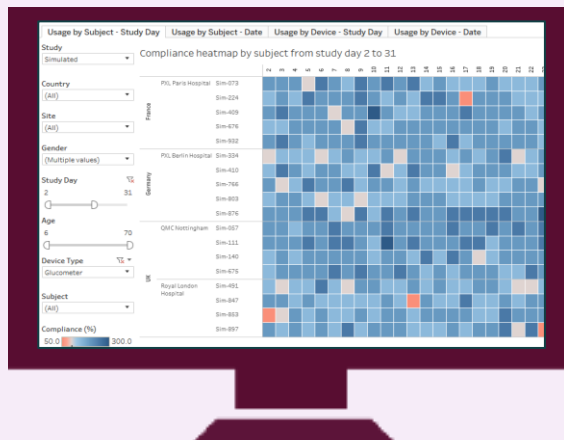 Usage by Subject - Study Day
Usage by Subject - Date
Usage by Device - Study Day
Usage by Device - Date
Study
Simulated
Country
(All)
Site
(All)
Gender
(Multiple values)
Study Day
2 31
Age
6 70
Device Type
Glucometer
Subject
(All)
Compliance (%)
50.0 300.0
Compliance heatmap by subject from study day 2 to 31
2 3 4 5 6 7 8 9 10 11 12 13 14 15 16 17 18 19 20 21 22
France
PXL Paris Hospital
Sim-073
Sim-224
Sim-409
Sim-676
Sim-932
Germany
PXL Berlin Hospital
Sim-334
Sim-410
Sim-766
Sim-803
Sim-876
UK
QMC Nottingham
Sim-057
Sim-111
Sim-140
Sim-675
Royal London
Hospital
Sim-491
Sim-847
Sim-897